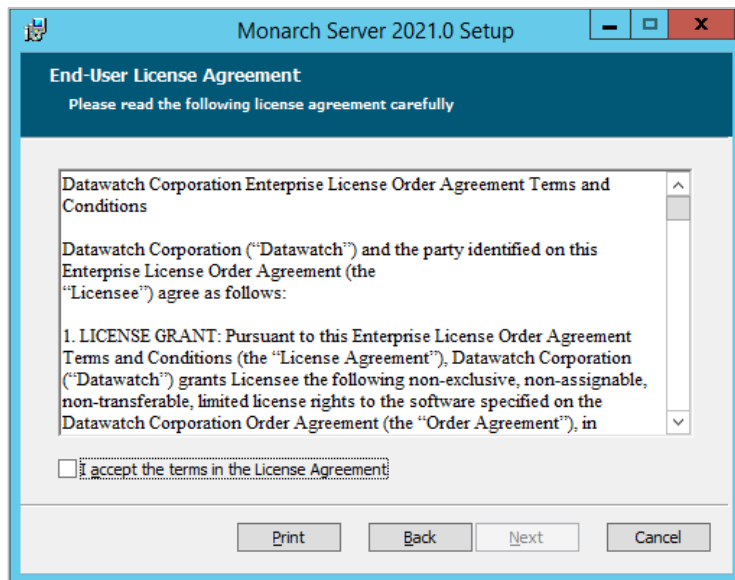 Monarch Server 2021.0 Setup
End-User License Agreement
Please read the following license agreement carefully
Datawatch Corporation Enterprise License Order Agreement Terms and
Conditions
Datawatch Corporation (“Datawatch”) and the party identified on this
Enterprise License Order Agreement (the
“Licensee”) agree as follows:
1. LICENSE GRANT: Pursuant to this Enterprise License Order Agreement
Terms and Conditions (the “License Agreement”), Datawatch Corporation
(“Datawatch”) grants Licensee the following non-exclusive, non-assignable,
non-transferable, limited license rights to the software specified on the
Datawatch Corporation Order Agreement (the “Order Agreement”), in
I accept the terms in the License Agreement
Print
Back
Next
Cancel